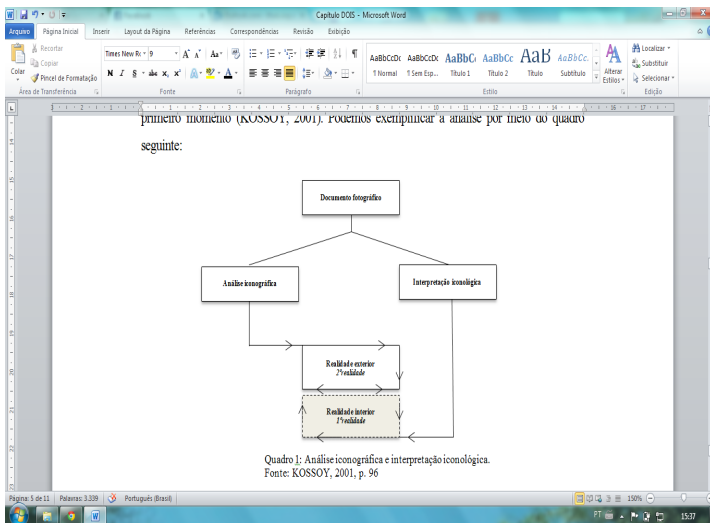 Capítulo DOIS - Microsoft Word
Arquivo Página Inicial Inserir Layout da Página Referências Correspondências Revisão Exibição
Colar
Recortar
Copiar
Pincel de Formatação
Área de Transferência
Times New Rc 9
N I S abc x, x²
Fonte
Parágrafo
AaBbCcDc AaBbCcDc AaBbC AaBbCc AaB AaBbCc.
¶ Normal ¶ Sem Esp... Título 1 Título 2 Título Subtítulo
Alterar Estilos
Estilo
Localizar
Substituir
Selecionar
Edição
primeiro momento (KOSSOY, 2001). Podemos exemplificar a análise por meio do quadro
seguinte:
Documento fotográfico
Análise iconográfica
Interpretação iconológica
Realidade exterior
2ª realidade
Realidade interior
1ª realidade
Quadro 1: Análise iconográfica e interpretação iconológica.
Fonte: KOSSOY, 2001, p. 96
Página: 5 de 11 Palavras: 3.339 Português (Brasil) 150%
PT 15:37